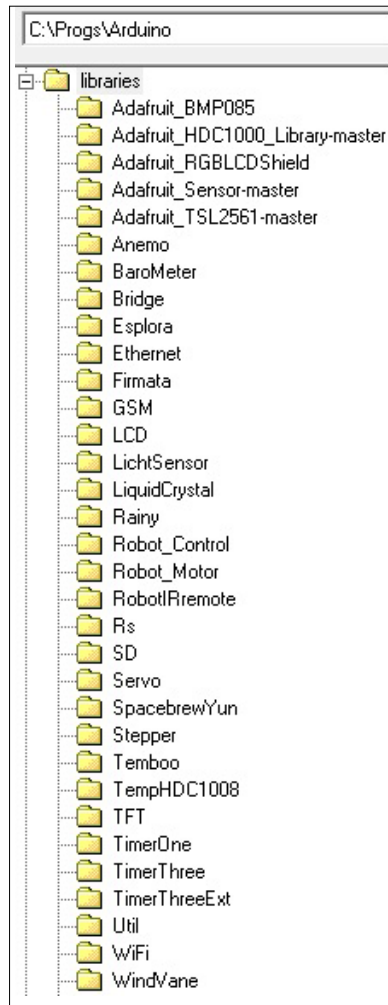 C:\Progs\Arduino
libraries
Adafruit_BMP085
Adafruit_HDC1000_Library-master
Adafruit_RGBLCDShield
Adafruit_Sensor-master
Adafruit_TSL2561-master
Anemo
BaroMeter
Bridge
Esplora
Ethernet
Firmata
GSM
LCD
LichtSensor
LiquidCrystal
Rainy
Robot_Control
Robot_Motor
RobotIRremote
Rs
SD
Servo
SpacebrewYun
Stepper
Temboo
TempHDC1008
TFT
TimerOne
TimerThree
TimerThreeExt
Util
WiFi
WindVane